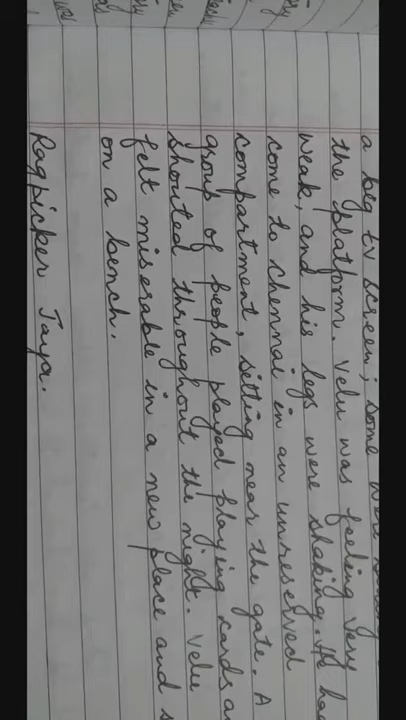 a big tv screen; some were
the platform. Velu was feeling very
weak, and his legs were shaking. He ha
come to Chennai in an unreserved
compartment, sitting near the gate. A
group of people played playing cards a
shouted throughout the night. Velu
felt miserable in a new place and s
on a bench.
Ragpicker Jaya.